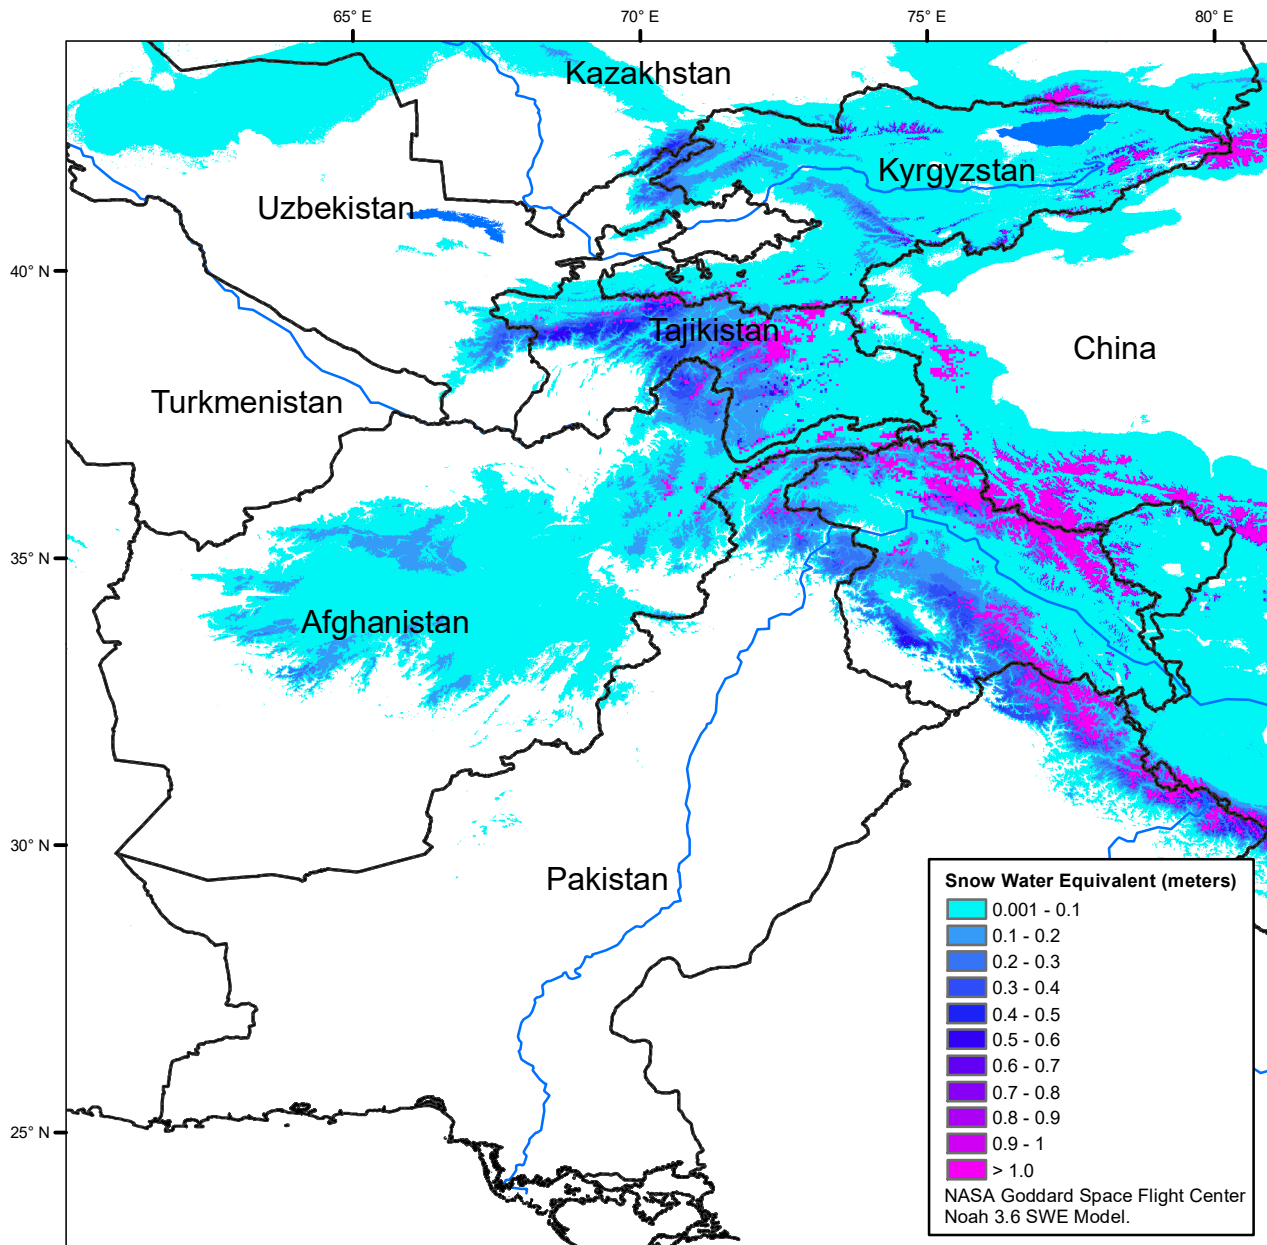 65° E
70° E
75° E
80° E
Kazakhstan
Kyrgyzstan
Uzbekistan
40° N
Tajikistan
China
Turkmenistan
35° N
Afghanistan
30° N
Pakistan
Snow Water Equivalent (meters)
0.001 - 0.1
0.1 - 0.2
0.2 - 0.3
0.3 - 0.4
0.4 - 0.5
0.5 - 0.6
0.6 - 0.7
0.7 - 0.8
0.8 - 0.9
0.9 - 1
> 1.0
25° N
NASA Goddard Space Flight Center
Noah 3.6 SWE Model.